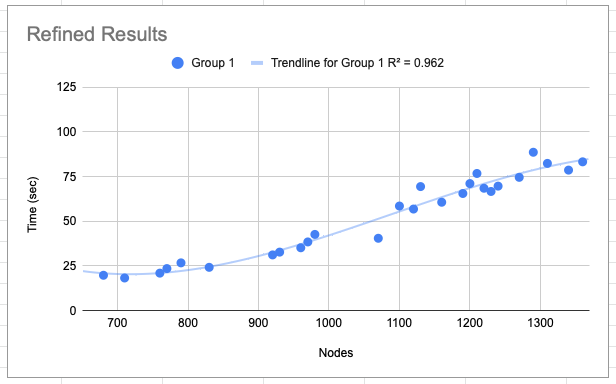 Refined Results
Group 1 Trendline for Group 1 R² = 0.962
125
100
75
50
25
0
Time (sec)
700 800 900 1000 1100 1200 1300
Nodes